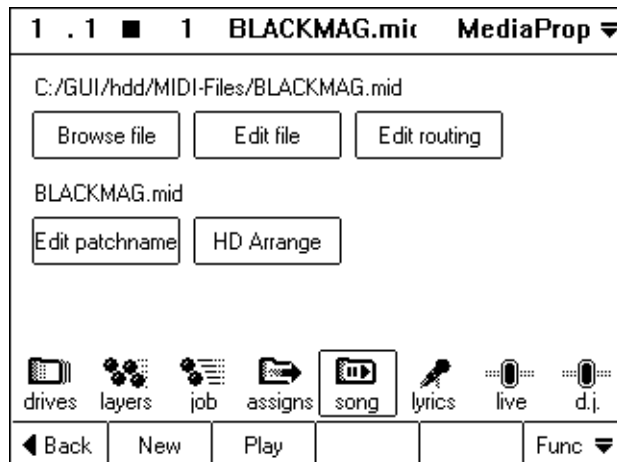 1 .1 ■ 1 BLACKMAG.mic MediaProp
C:/GUI/hdd/MIDI-Files/BLACKMAG.mid
Browse file Edit file Edit routing
BLACKMAG.mid
Edit patchname HD Arrange
drives layers job assigns song lyrics live d.j.
Back New Play Func